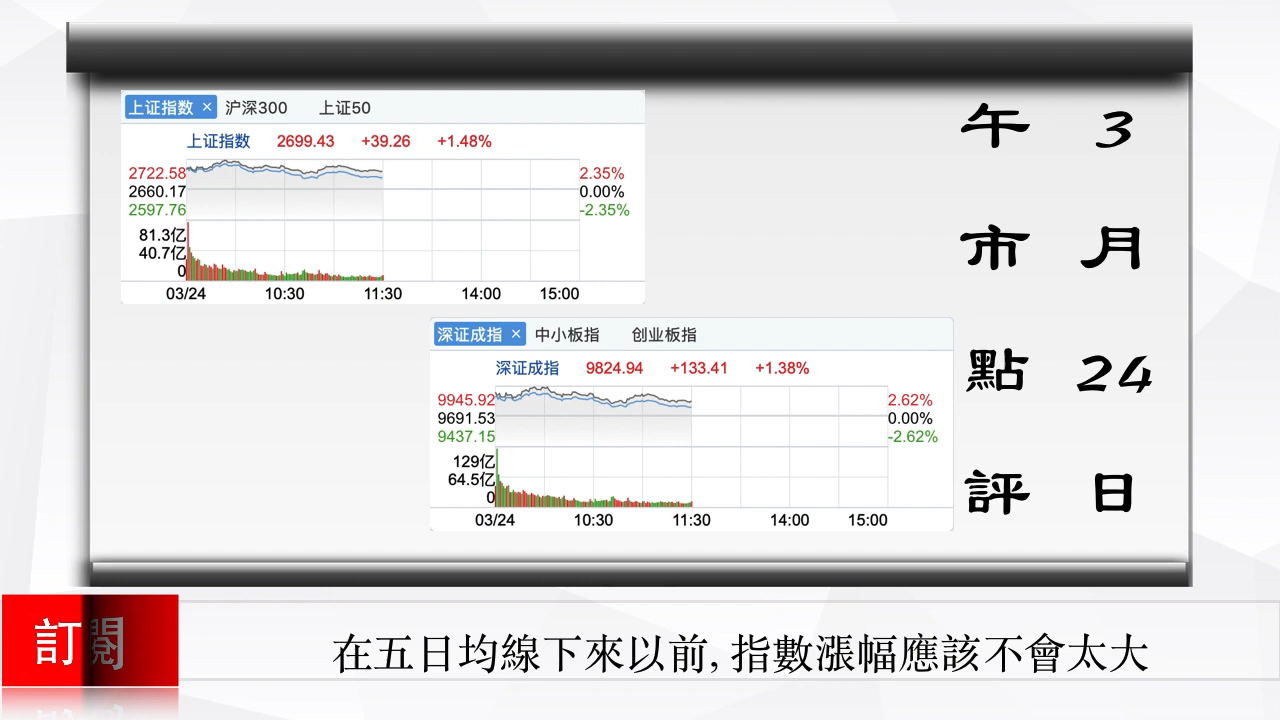 上证指数 × 沪深300 上证50
上证指数 2699.43 +39.26 +1.48%
2722.58 2.35%
2660.17 0.00%
2597.76 -2.35%
81.3亿
40.7亿
0
03/24 10:30 11:30 14:00 15:00
深证成指 × 中小板指 创业板指
深证成指 9824.94 +133.41 +1.38%
9945.92 2.62%
9691.53 0.00%
9437.15 -2.62%
129亿
64.5亿
0
03/24 10:30 11:30 14:00 15:00
3月24日
午市點評
訂閱
在五日均線下來以前,指數漲幅應該不會太大